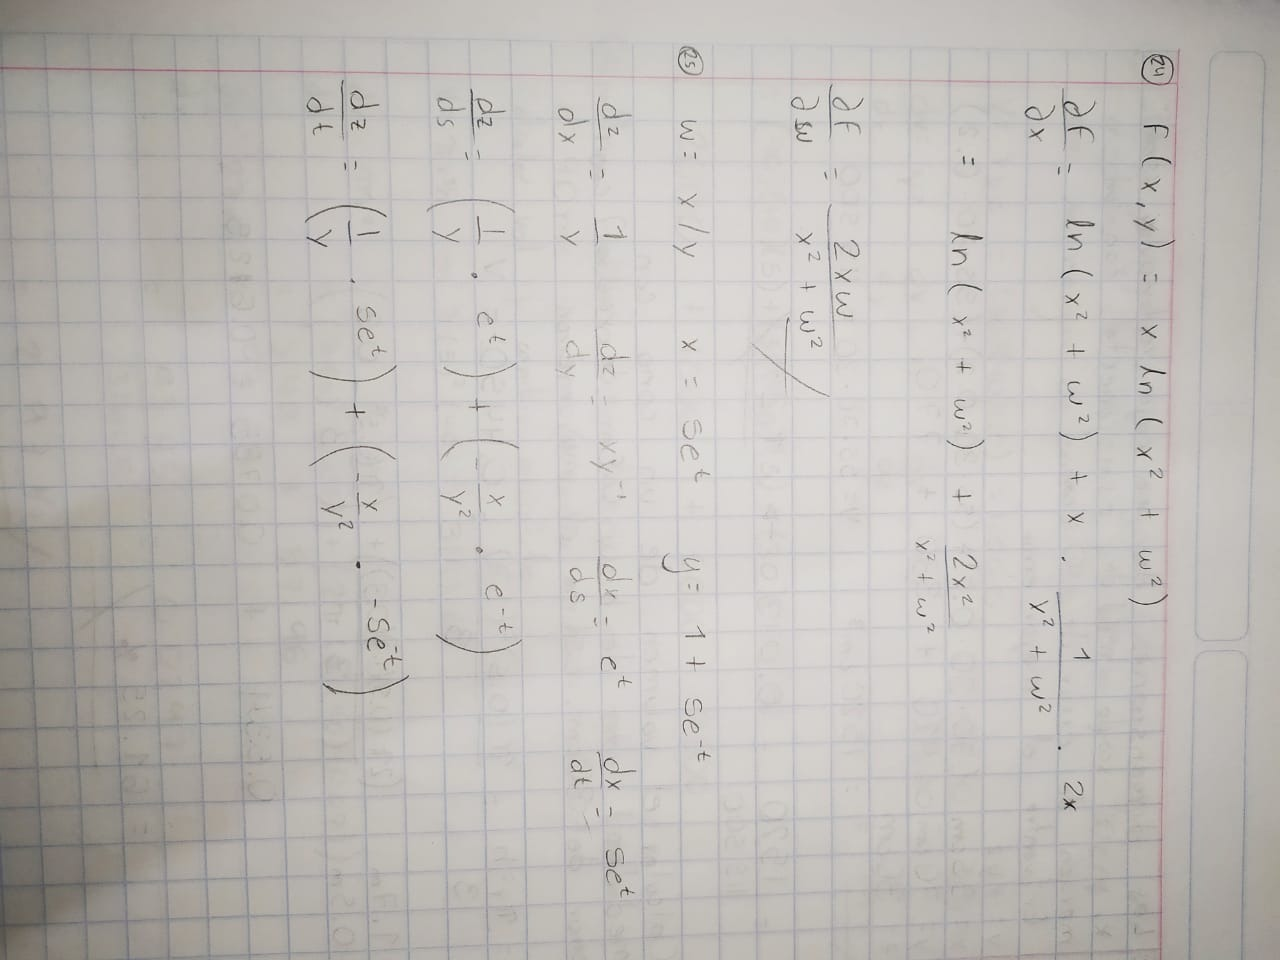 24 F(x,y) = x ln(x² + w²)
∂F/∂x = ln(x² + w²) + x · 1/(x² + w²) · 2x
= ln(x² + w²) + 2x²/(x² + w²)
∂F/∂w = 2xw/(x² + w²)
25 w = x/y x = se^t y = 1 + se^-t
dz/dx = 1/y dz/dy = xy^-1 dx/ds = e^t dx/dt = se^t
dz/ds = (1/y · e^t) + (-x/y² · e^-t)
dz/dt = (1/y · se^t) + (-x/y² · -se^-t)